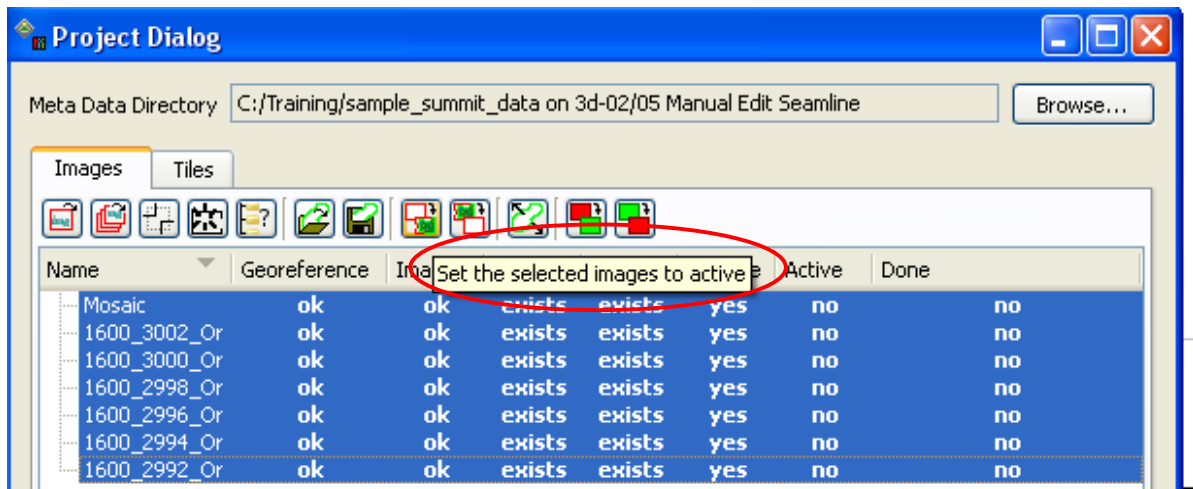 Project Dialog
Meta Data Directory C:/Training/sample_summit_data on 3d-02/05 Manual Edit Seamline Browse...
Images Tiles
Name Georeference Set the selected images to active Active Done
Mosaic ok ok exists exists yes no no
1600_3002_Or ok ok exists exists yes no no
1600_3000_Or ok ok exists exists yes no no
1600_2998_Or ok ok exists exists yes no no
1600_2996_Or ok ok exists exists yes no no
1600_2994_Or ok ok exists exists yes no no
1600_2992_Or ok ok exists exists yes no no